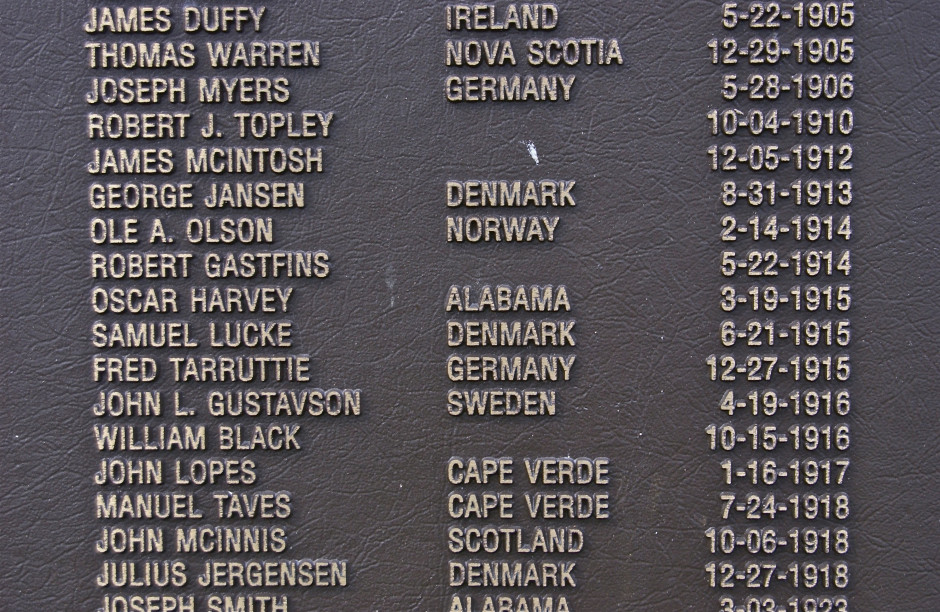 JAMES DUFFY IRELAND 5-22-1905
THOMAS WARREN NOVA SCOTIA 12-29-1905
JOSEPH MYERS GERMANY 5-28-1906
ROBERT J. TOPLEY 10-04-1910
JAMES MCINTOSH 12-05-1912
GEORGE JANSEN DENMARK 8-31-1913
OLE A. OLSON NORWAY 2-14-1914
ROBERT GASTFINS 5-22-1914
OSCAR HARVEY ALABAMA 3-19-1915
SAMUEL LUCKE DENMARK 6-21-1915
FRED TARRUTTIE GERMANY 12-27-1915
JOHN L. GUSTAVSON SWEDEN 4-19-1916
WILLIAM BLACK 10-15-1916
JOHN LOPES CAPE VERDE 1-16-1917
MANUEL TAVES CAPE VERDE 7-24-1918
JOHN MCINNIS SCOTLAND 10-06-1918
JULIUS JERGENSEN DENMARK 12-27-1918
JOSEPH SMITH ALABAMA